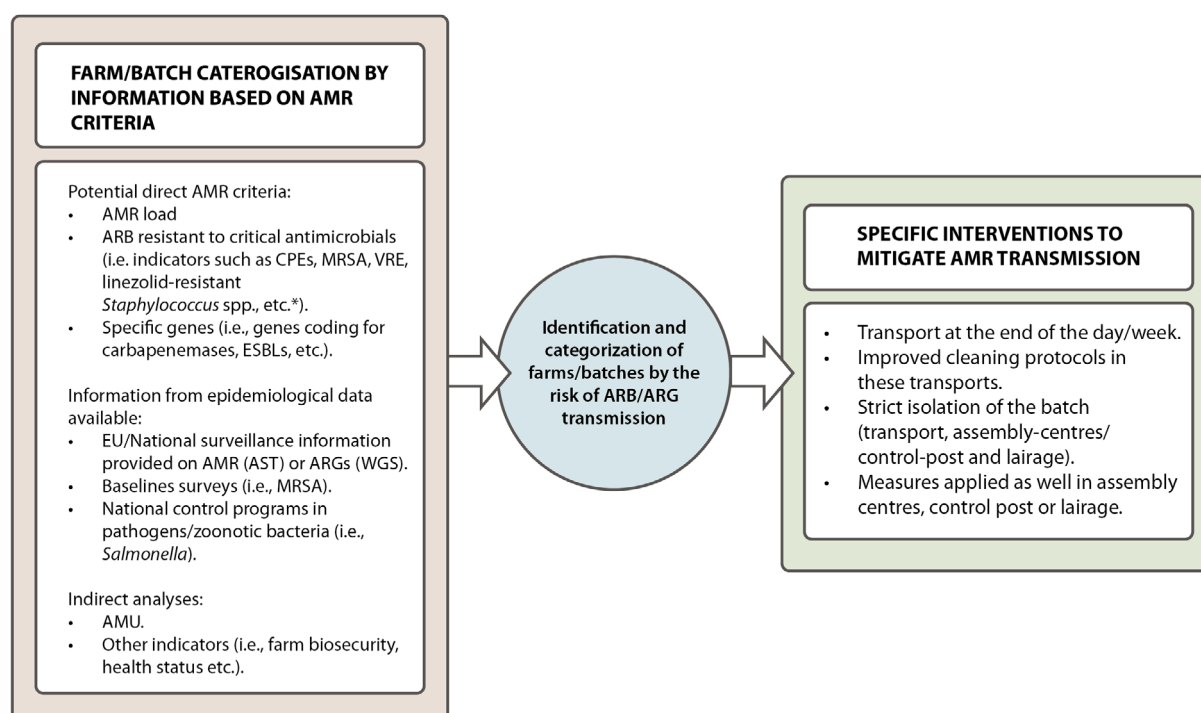 FARM/BATCH CATEROGISATION BY
INFORMATION BASED ON AMR
CRITERIA
Potential direct AMR criteria:
• AMR load
• ARB resistant to critical antimicrobials
(i.e. indicators such as CPEs, MRSA, VRE,
linezolid-resistant
Staphylococcus spp., etc.*).
• Specific genes (i.e., genes coding for
carbapenemases, ESBLs, etc.).
Information from epidemiological data
available:
• EU/National surveillance information
provided on AMR (AST) or ARGs (WGS).
• Baselines surveys (i.e., MRSA).
• National control programs in
pathogens/zoonotic bacteria (i.e.,
Salmonella).
Indirect analyses:
• AMU.
• Other indicators (i.e., farm biosecurity,
health status etc.).
Identification and
categorization of
farms/batches by the
risk of ARB/ARG
transmission
SPECIFIC INTERVENTIONS TO
MITIGATE AMR TRANSMISSION
• Transport at the end of the day/week.
• Improved cleaning protocols in
these transports.
• Strict isolation of the batch
(transport, assembly-centres/
control-post and lairage).
• Measures applied as well in assembly
centres, control post or lairage.